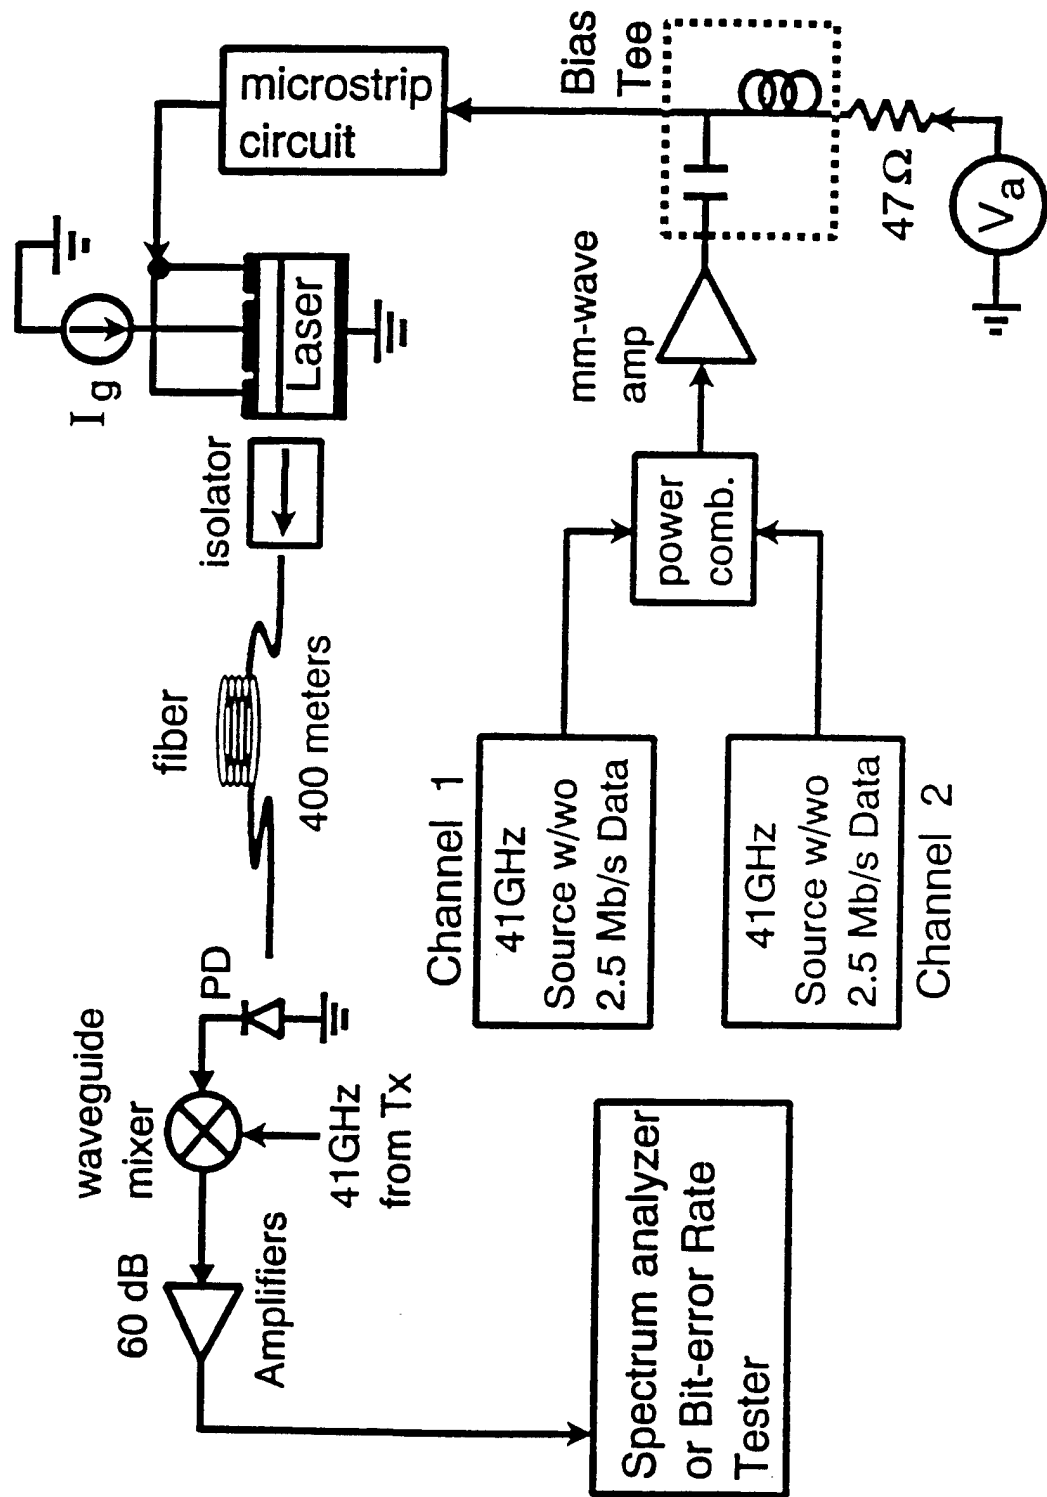 waveguide
mixer
PD
60 dB
Amplifiers
41GHz
from Tx
fiber
400 meters
isolator
I g
Laser
microstrip
circuit
Channel 1
41GHz
Source w/wo
2.5 Mb/s Data
41GHz
Source w/wo
2.5 Mb/s Data
Channel 2
power
comb.
mm-wave
amp
Bias
Tee
47 Ω
Va
Spectrum analyzer
or Bit-error Rate
Tester